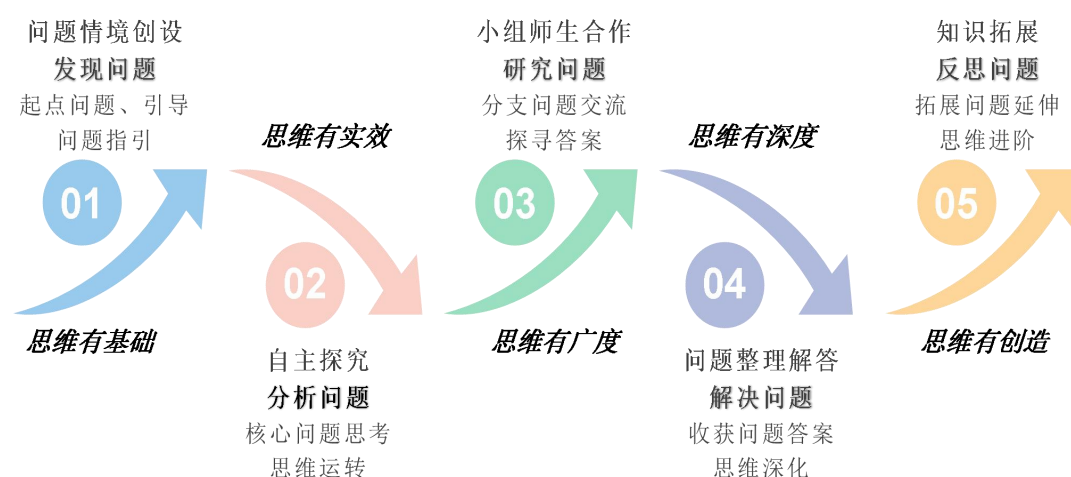 问题情境创设
发现问题
起点问题、引导
问题指引
01
思维有基础
思维有实效
02
自主探究
分析问题
核心问题思考
思维运转
小组师生合作
研究问题
分支问题交流
探寻答案
03
思维有广度
思维有深度
04
问题整理解答
解决问题
收获问题答案
思维深化
知识拓展
反思问题
拓展问题延伸
思维进阶
05
思维有创造